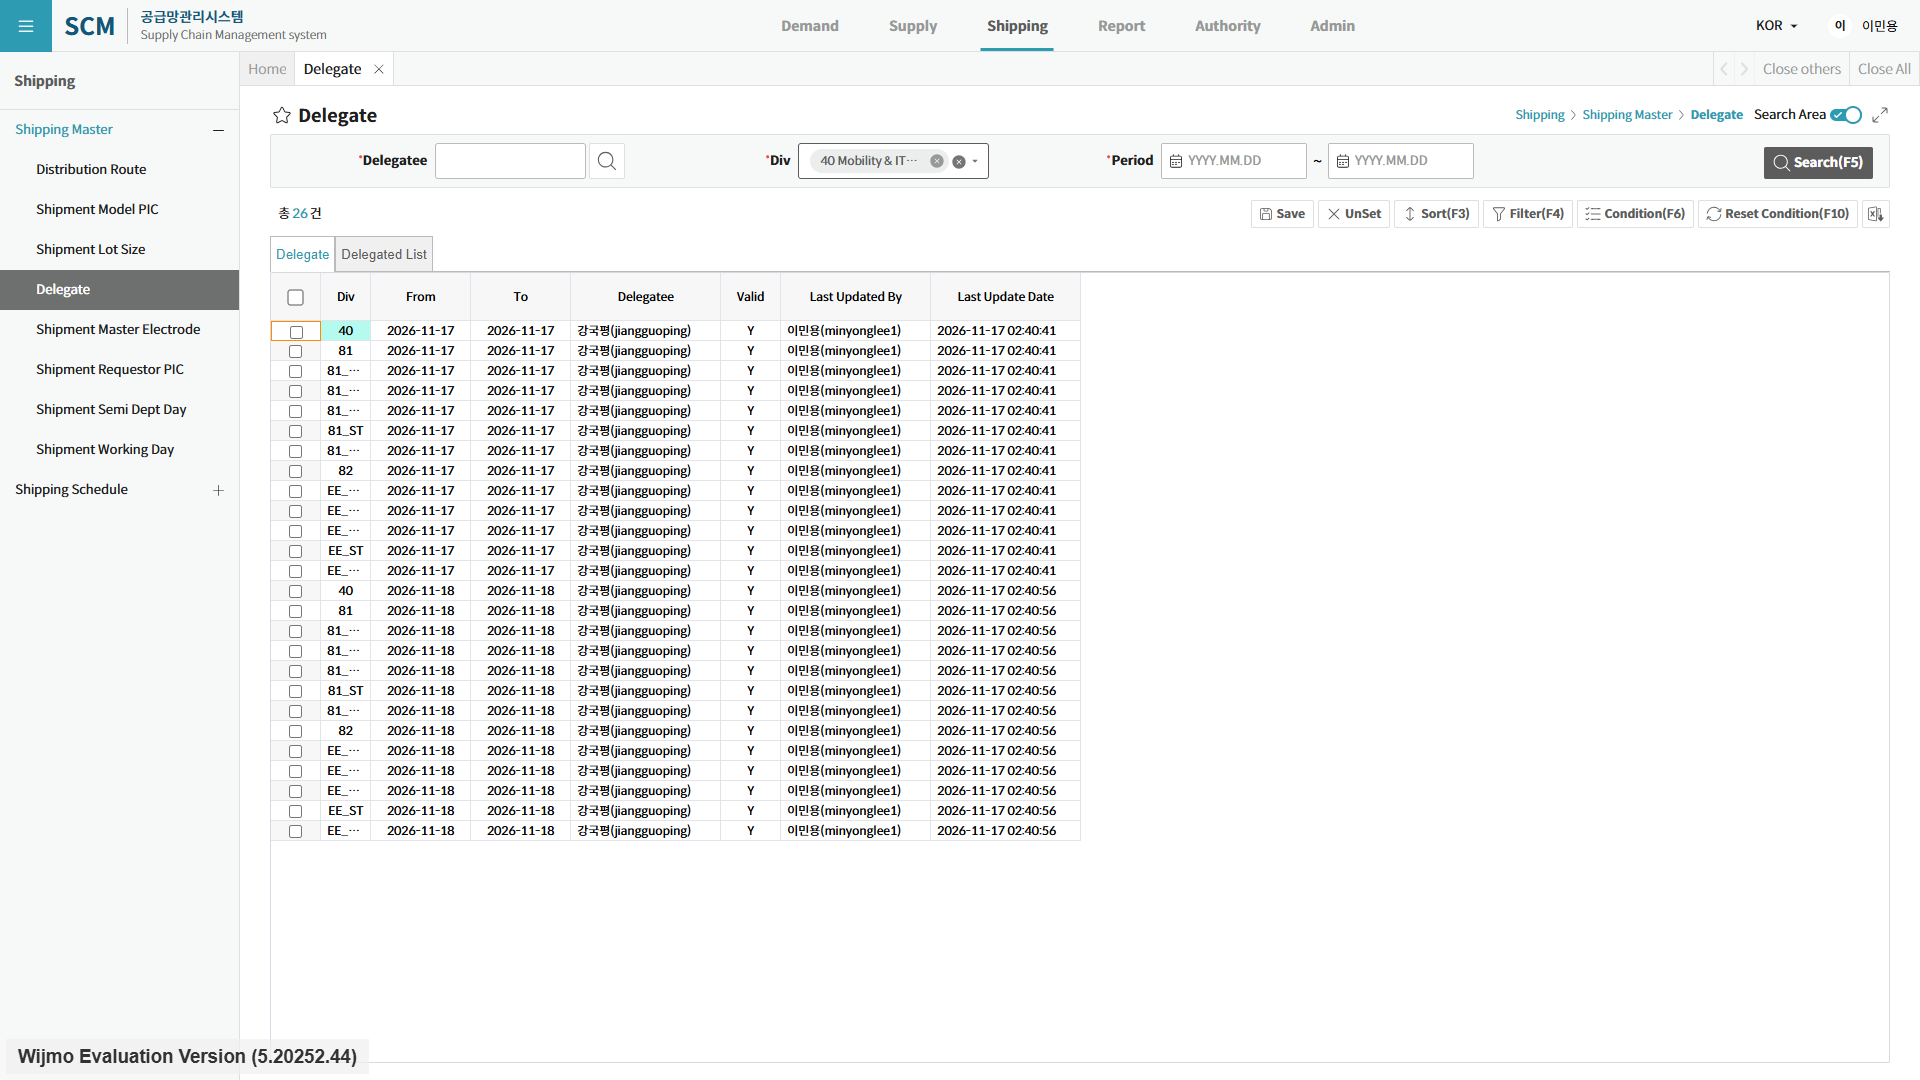 SCM 공급망관리시스템
Supply Chain Management system
Demand Supply Shipping Report Authority Admin
KOR 이 이민용
Shipping
Home Delegate Close others Close All
Shipping Master
Distribution Route
Shipment Model PIC
Shipment Lot Size
Delegate
Shipment Master Electrode
Shipment Requestor PIC
Shipment Semi Dept Day
Shipment Working Day
Shipping Schedule
Delegate
Shipping > Shipping Master > Delegate Search Area
*Delegatee *Div 40 Mobility & IT··· *Period YYYY.MM.DD ~ YYYY.MM.DD Search(F5)
총 26 건
Save UnSet Sort(F3) Filter(F4) Condition(F6) Reset Condition(F10)
Delegate Delegated List
Div From To Delegatee Valid Last Updated By Last Update Date
40 2026-11-17 2026-11-17 강국평(jiangguoping) Y 이민용(minyonglee1) 2026-11-17 02:40:41
81 2026-11-17 2026-11-17 강국평(jiangguoping) Y 이민용(minyonglee1) 2026-11-17 02:40:41
81_··· 2026-11-17 2026-11-17 강국평(jiangguoping) Y 이민용(minyonglee1) 2026-11-17 02:40:41
81_··· 2026-11-17 2026-11-17 강국평(jiangguoping) Y 이민용(minyonglee1) 2026-11-17 02:40:41
81_··· 2026-11-17 2026-11-17 강국평(jiangguoping) Y 이민용(minyonglee1) 2026-11-17 02:40:41
81_ST 2026-11-17 2026-11-17 강국평(jiangguoping) Y 이민용(minyonglee1) 2026-11-17 02:40:41
81_··· 2026-11-17 2026-11-17 강국평(jiangguoping) Y 이민용(minyonglee1) 2026-11-17 02:40:41
82 2026-11-17 2026-11-17 강국평(jiangguoping) Y 이민용(minyonglee1) 2026-11-17 02:40:41
EE_··· 2026-11-17 2026-11-17 강국평(jiangguoping) Y 이민용(minyonglee1) 2026-11-17 02:40:41
EE_··· 2026-11-17 2026-11-17 강국평(jiangguoping) Y 이민용(minyonglee1) 2026-11-17 02:40:41
EE_··· 2026-11-17 2026-11-17 강국평(jiangguoping) Y 이민용(minyonglee1) 2026-11-17 02:40:41
EE_ST 2026-11-17 2026-11-17 강국평(jiangguoping) Y 이민용(minyonglee1) 2026-11-17 02:40:41
EE_··· 2026-11-17 2026-11-17 강국평(jiangguoping) Y 이민용(minyonglee1) 2026-11-17 02:40:41
40 2026-11-18 2026-11-18 강국평(jiangguoping) Y 이민용(minyonglee1) 2026-11-17 02:40:56
81 2026-11-18 2026-11-18 강국평(jiangguoping) Y 이민용(minyonglee1) 2026-11-17 02:40:56
81_··· 2026-11-18 2026-11-18 강국평(jiangguoping) Y 이민용(minyonglee1) 2026-11-17 02:40:56
81_··· 2026-11-18 2026-11-18 강국평(jiangguoping) Y 이민용(minyonglee1) 2026-11-17 02:40:56
81_··· 2026-11-18 2026-11-18 강국평(jiangguoping) Y 이민용(minyonglee1) 2026-11-17 02:40:56
81_ST 2026-11-18 2026-11-18 강국평(jiangguoping) Y 이민용(minyonglee1) 2026-11-17 02:40:56
81_··· 2026-11-18 2026-11-18 강국평(jiangguoping) Y 이민용(minyonglee1) 2026-11-17 02:40:56
82 2026-11-18 2026-11-18 강국평(jiangguoping) Y 이민용(minyonglee1) 2026-11-17 02:40:56
EE_··· 2026-11-18 2026-11-18 강국평(jiangguoping) Y 이민용(minyonglee1) 2026-11-17 02:40:56
EE_··· 2026-11-18 2026-11-18 강국평(jiangguoping) Y 이민용(minyonglee1) 2026-11-17 02:40:56
EE_··· 2026-11-18 2026-11-18 강국평(jiangguoping) Y 이민용(minyonglee1) 2026-11-17 02:40:56
EE_ST 2026-11-18 2026-11-18 강국평(jiangguoping) Y 이민용(minyonglee1) 2026-11-17 02:40:56
EE_··· 2026-11-18 2026-11-18 강국평(jiangguoping) Y 이민용(minyonglee1) 2026-11-17 02:40:56
Wijmo Evaluation Version (5.20252.44)